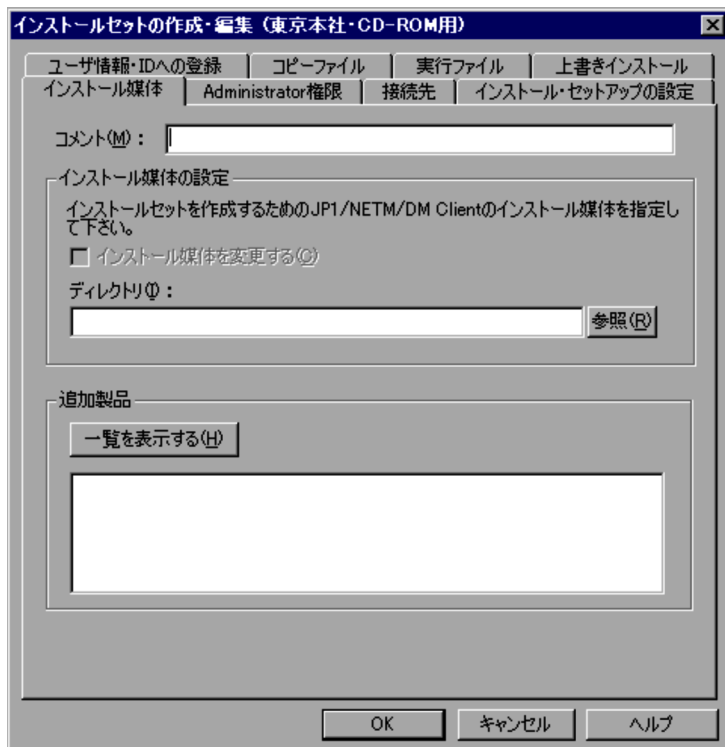 インストールセットの作成・編集（東京本社・CD-ROM用）
ユーザ情報・IDへの登録 コピーファイル 実行ファイル 上書きインストール
インストール媒体 Administrator権限 接続先 インストール・セットアップの設定
コメント(M)：
インストール媒体の設定
インストールセットを作成するためのJP1/NETM/DM Clientのインストール媒体を指定し
て下さい。
インストール媒体を変更する(C)
ディレクトリ(I)：
参照(R)
追加製品
一覧を表示する(H)
OK キャンセル ヘルプ